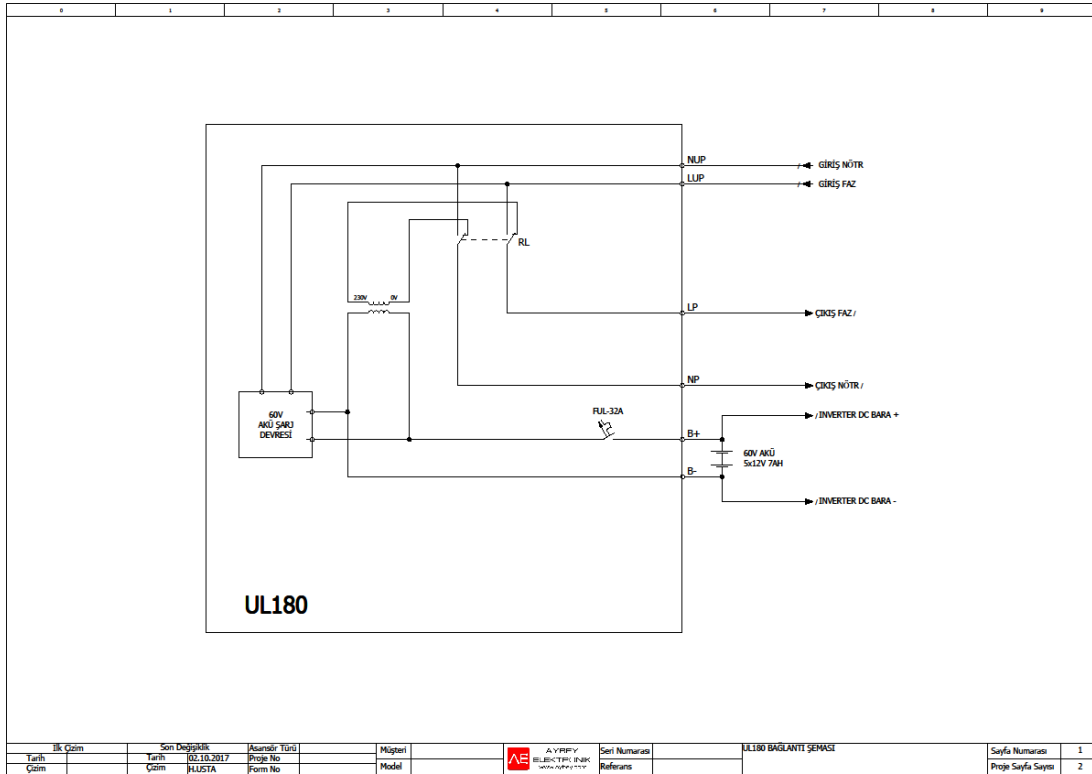 0 1 2 3 4 5 6 7 8 9
NUP
GİRİŞ NÖTR
LUP
GİRİŞ FAZ
RL
230V 0V
LP
ÇIKIŞ FAZ /
NP
ÇIKIŞ NÖTR /
60V
AKÜ ŞARJ
DEVRESİ
FUL-32A
/ INVERTER DC BARA +
B+
60V AKÜ
5x12V 7AH
B-
/ INVERTER DC BARA -
UL180
İlk Çizim Son Değişiklik Asansör Türü Müşteri Seri Numarası UL180 BAĞLANTI ŞEMASI Sayfa Numarası 1
Tarih Tarih 02.10.2017 Proje No
Çizim Çizim H.USTA Form No Model Referans Proje Sayfa Sayısı 2
AE
ELEKTRONIK